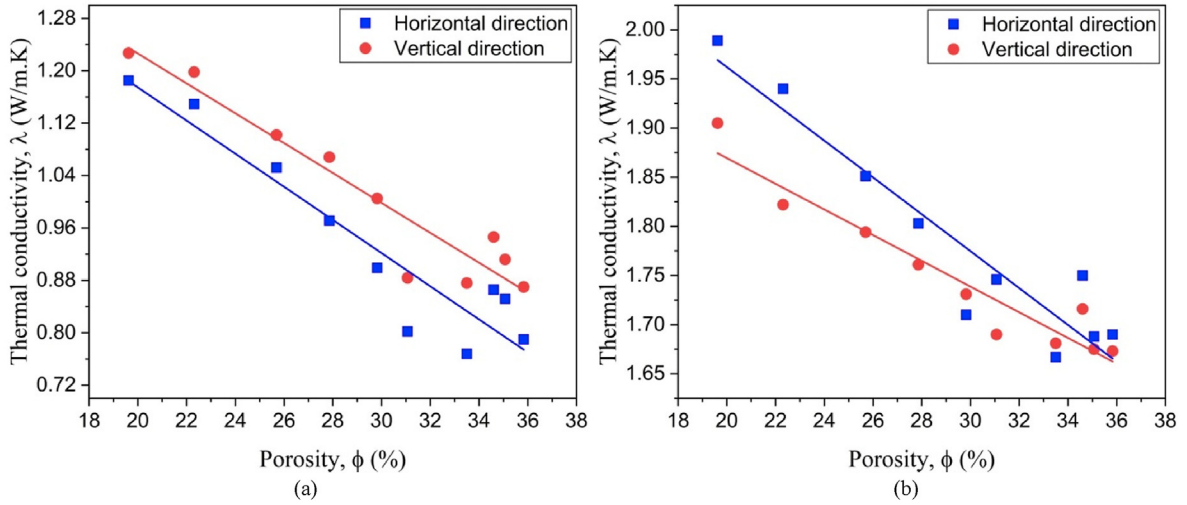 1.28
1.20
1.12
1.04
0.96
0.88
0.80
0.72
Thermal conductivity, λ (W/m.K)
Horizontal direction
Vertical direction
18 20 22 24 26 28 30 32 34 36 38
Porosity, ϕ (%)
(a)
2.00
1.95
1.90
1.85
1.80
1.75
1.70
1.65
Thermal conductivity, λ (W/m.K)
Horizontal direction
Vertical direction
18 20 22 24 26 28 30 32 34 36 38
Porosity, ϕ (%)
(b)